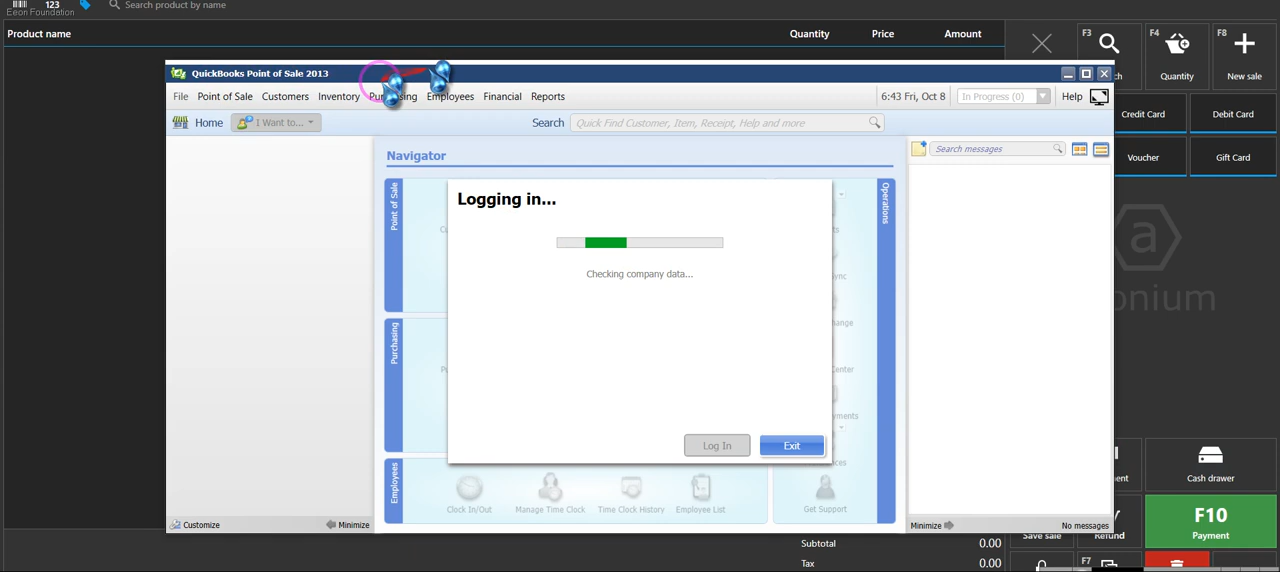 123
Eeon Foundation
Search product by name
Product name Quantity Price Amount
F3
F4
Quantity
F8
New sale
QuickBooks Point of Sale 2013
File Point of Sale Customers Inventory Purchasing Employees Financial Reports
6:43 Fri, Oct 8
In Progress (0)
Help
Home
I Want to...
Search
Quick Find Customer, Item, Receipt, Help and more
Search messages
Credit Card
Debit Card
Voucher
Gift Card
Navigator
Point of Sale
Purchasing
Employees
Operations
Logging in...
Checking company data...
Log In
Exit
Clock In/Out
Manage Time Clock
Time Clock History
Employee List
Get Support
Customize
Minimize
Minimize
No messages
a
onium
Cash drawer
F10
Payment
Save sale
Refund
Subtotal 0.00
Tax 0.00
F7